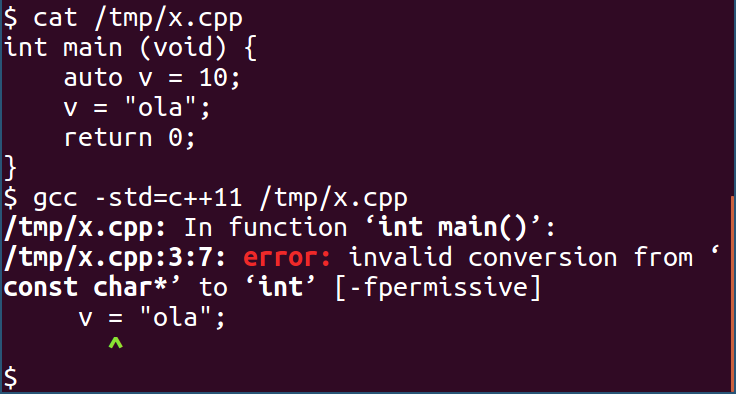 $ cat /tmp/x.cpp
int main (void) {
    auto v = 10;
    v = "ola";
    return 0;
}
$ gcc -std=c++11 /tmp/x.cpp
/tmp/x.cpp: In function ‘int main()’:
/tmp/x.cpp:3:7: error: invalid conversion from ‘
const char*’ to ‘int’ [-fpermissive]
     v = "ola";
       ^
$